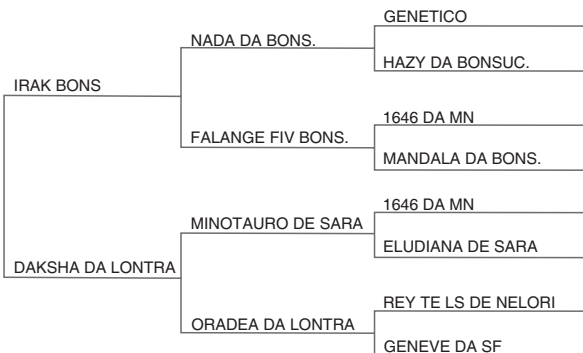 GENETICO
NADA DA BONS.
HAZY DA BONSUC.
IRAK BONS
1646 DA MN
FALANGE FIV BONS.
MANDALA DA BONS.
1646 DA MN
MINOTAURO DE SARA
ELUDIANA DE SARA
DAKSHA DA LONTRA
REY TE LS DE NELORI
ORADEA DA LONTRA
GENEVE DA SF